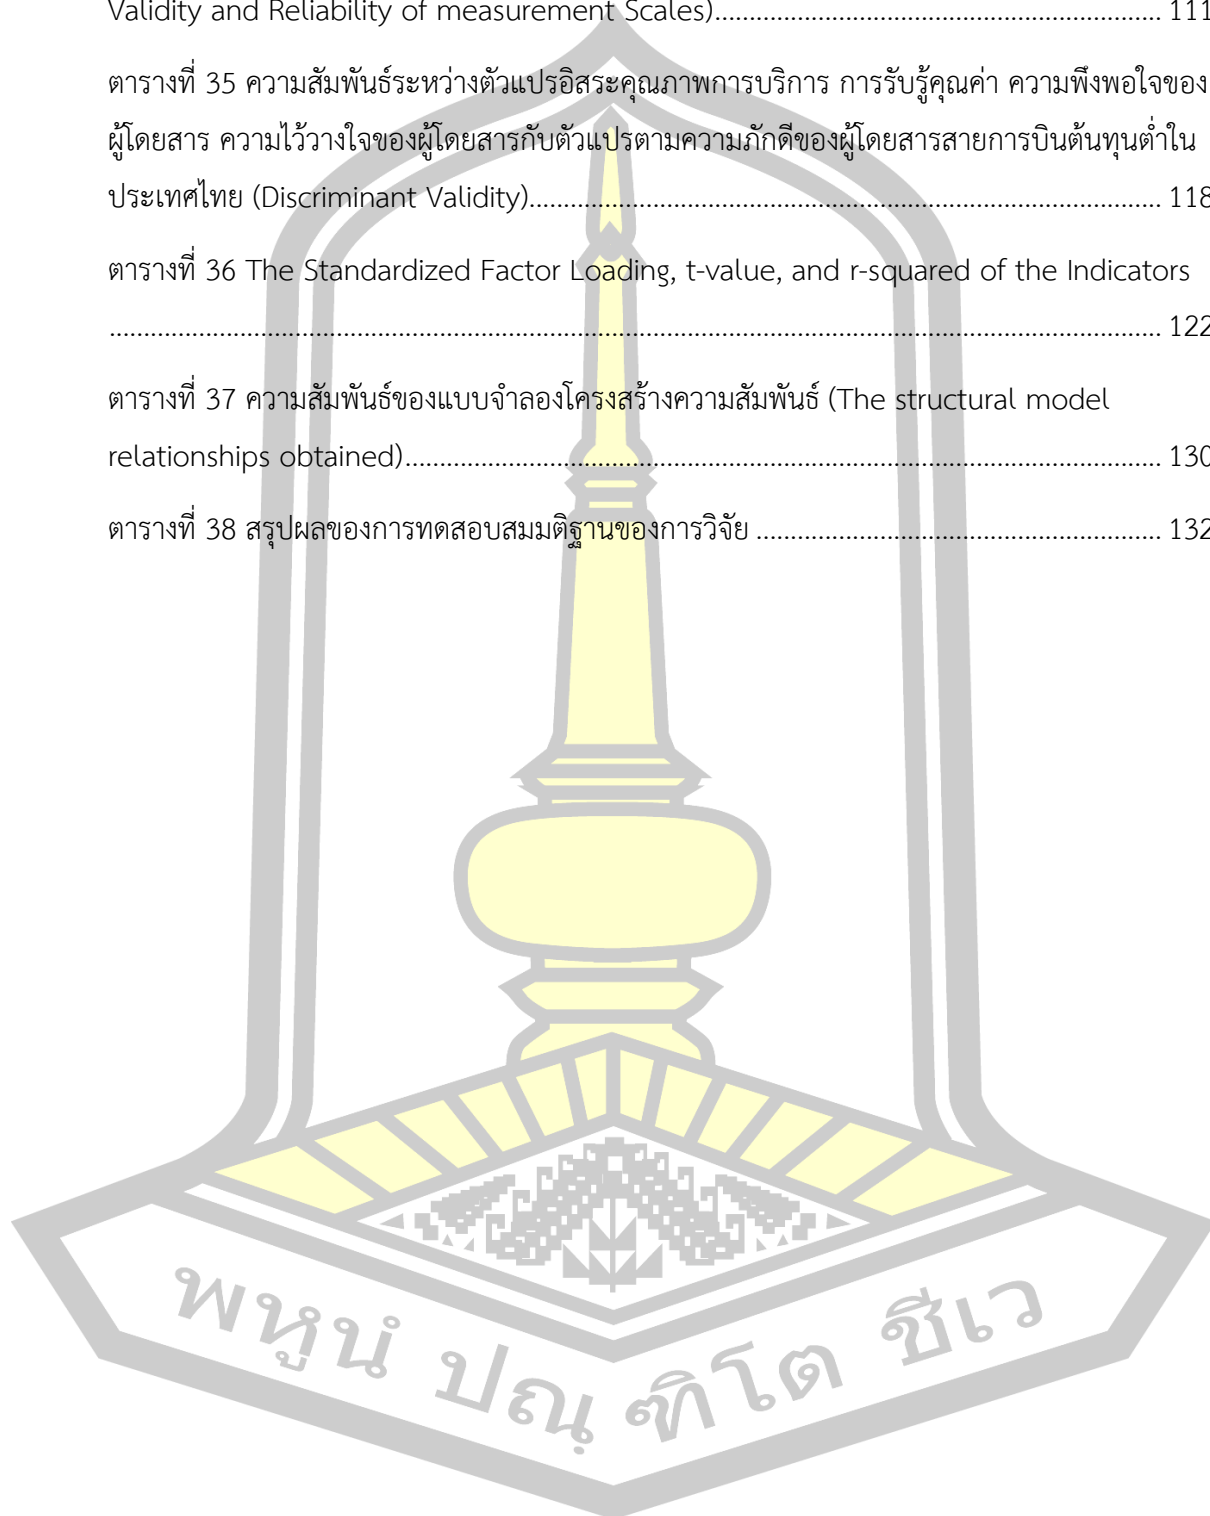 Validity and Reliability of measurement Scales)................................................................. 111
ตารางที่ 35 ความสัมพันธ์ระหว่างตัวแปรอิสระคุณภาพการบริการ การรับรู้คุณค่า ความพึงพอใจของ
ผู้โดยสาร ความไว้วางใจของผู้โดยสารกับตัวแปรตามความภักดีของผู้โดยสารสายการบินต้นทุนต่ำใน
ประเทศไทย (Discriminant Validity)............................................................................................ 118
ตารางที่ 36 The Standardized Factor Loading, t-value, and r-squared of the Indicators
......................................................................................................................................................... 122
ตารางที่ 37 ความสัมพันธ์ของแบบจำลองโครงสร้างความสัมพันธ์ (The structural model
relationships obtained).............................................................................................................. 130
ตารางที่ 38 สรุปผลของการทดสอบสมมติฐานของการวิจัย ........................................................... 132
พหูนํ ปณฺฑิโต ชีเว